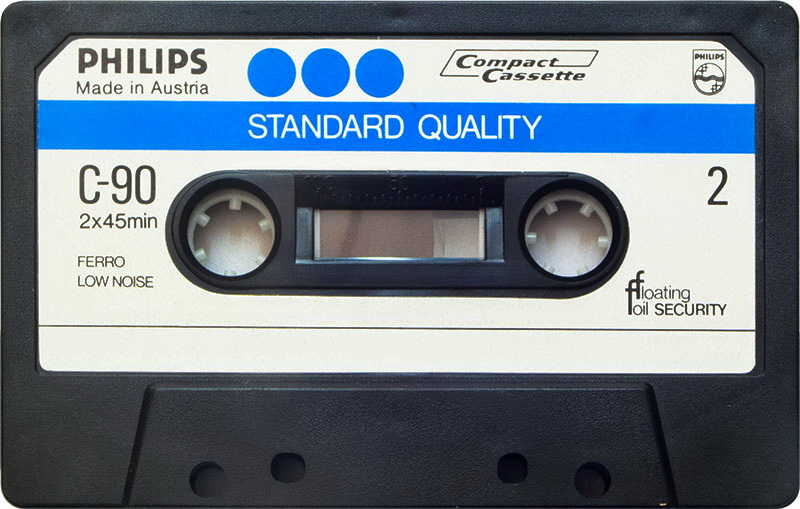 PHILIPS
Made in Austria
Compact
Cassette
PHILIPS
STANDARD QUALITY
C-90
2x45min
2
FERRO
LOW NOISE
floating
foil SECURITY